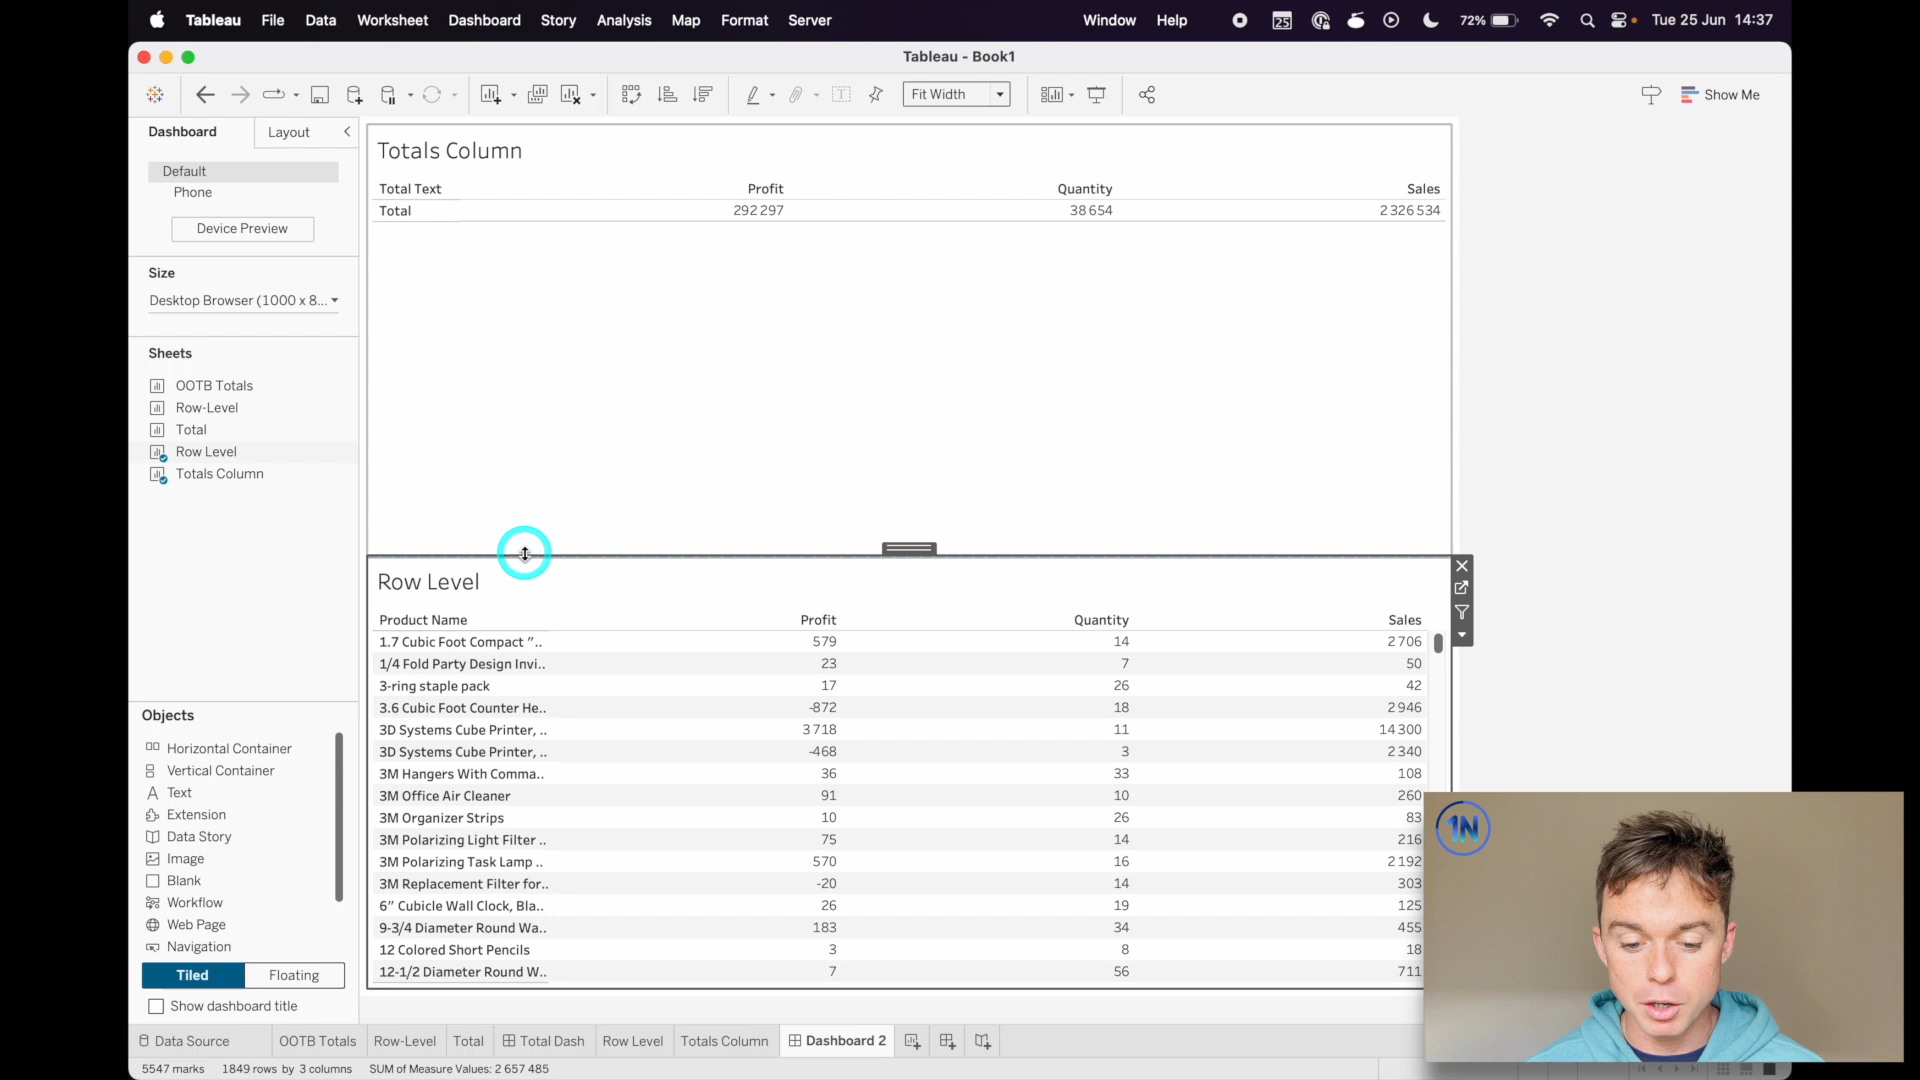 Tableau File Data Worksheet Dashboard Story Analysis Map Format Server Window Help 25 72% Tue 25 Jun 14:37
Tableau - Book1
Fit Width
Show Me
Dashboard Layout
Default
Phone
Device Preview
Size
Desktop Browser (1000 x 8...
Sheets
OOTB Totals
Row-Level
Total
Row Level
Totals Column
Objects
Horizontal Container
Vertical Container
Text
Extension
Data Story
Image
Blank
Workflow
Web Page
Navigation
Tiled Floating
Show dashboard title
Totals Column
Total Text Profit Quantity Sales
Total 292 297 38 654 2 326 534
Row Level
Product Name Profit Quantity Sales
1.7 Cubic Foot Compact ".. 579 14 2 706
1/4 Fold Party Design Invi.. 23 7 50
3-ring staple pack 17 26 42
3.6 Cubic Foot Counter He.. -872 18 2 946
3D Systems Cube Printer, .. 3 718 11 14 300
3D Systems Cube Printer, .. -468 3 2 340
3M Hangers With Comma.. 36 33 108
3M Office Air Cleaner 91 10 260
3M Organizer Strips 10 26 83
3M Polarizing Light Filter .. 75 14 216
3M Polarizing Task Lamp .. 570 16 2 192
3M Replacement Filter for.. -20 14 303
6" Cubicle Wall Clock, Bla.. 26 19 125
9-3/4 Diameter Round Wa.. 183 34 455
12 Colored Short Pencils 3 8 18
12-1/2 Diameter Round W.. 7 56 711
1N
Data Source OOTB Totals Row-Level Total Total Dash Row Level Totals Column Dashboard 2
5547 marks 1849 rows by 3 columns SUM of Measure Values: 2 657 485